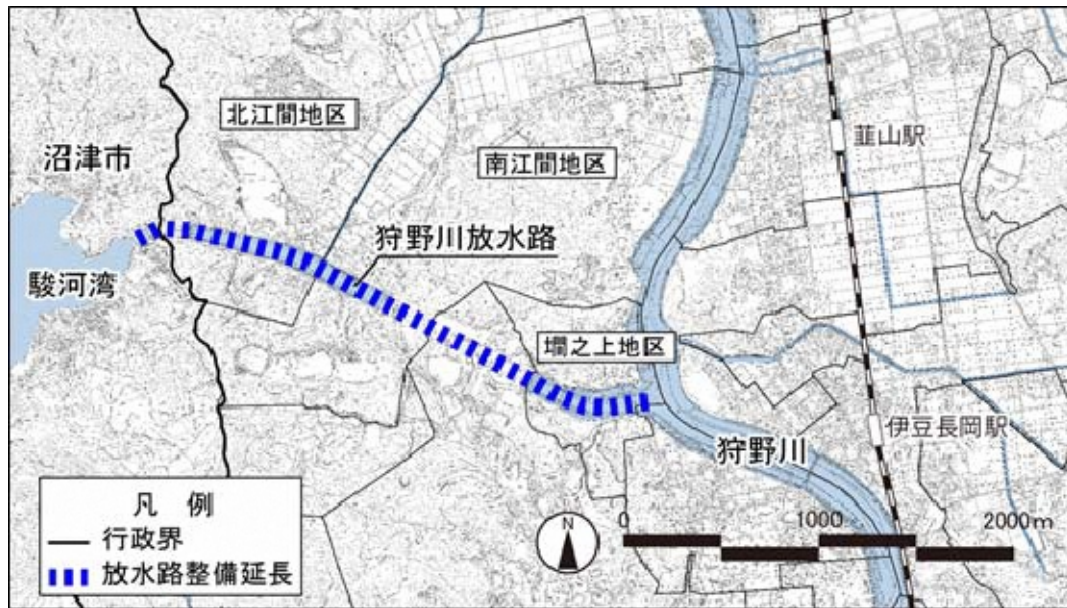 北江間地区
沼津市
南江間地区
韮山駅
狩野川放水路
駿河湾
墹之上地区
伊豆長岡駅
狩野川
凡 例
行政界
放水路整備延長
N
0 1000 2000m